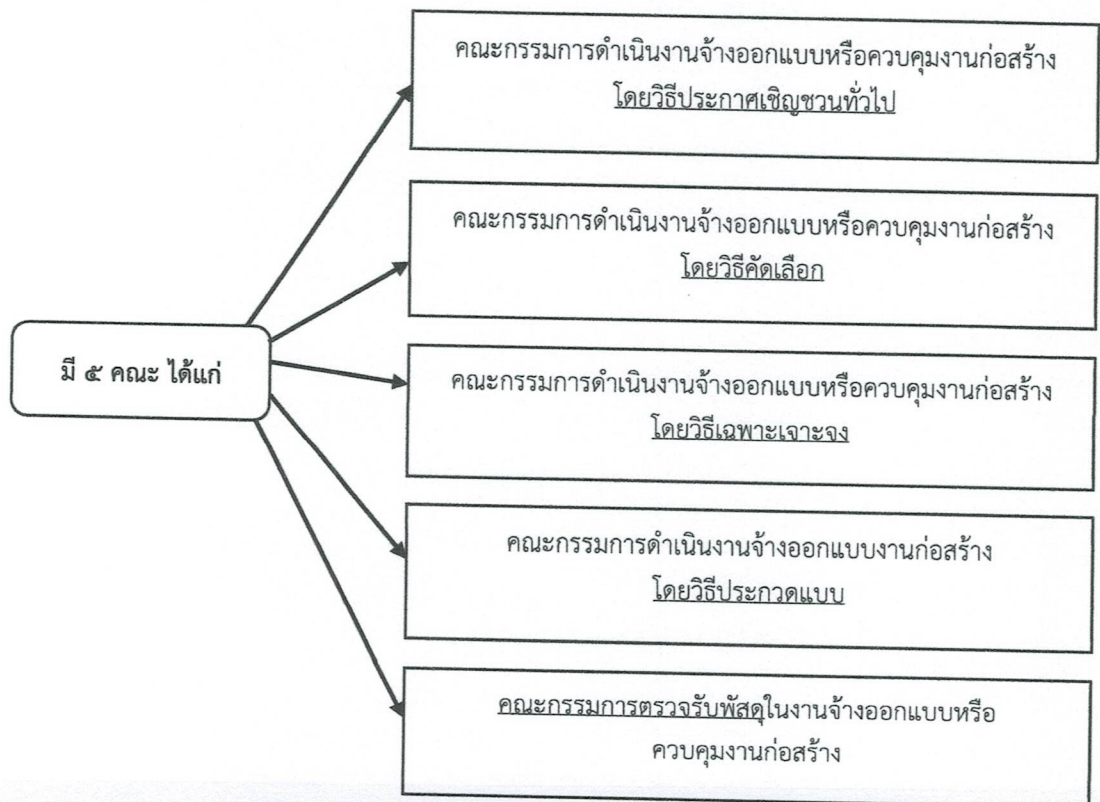 คณะกรรมการดำเนินงานจ้างออกแบบหรือควบคุมงานก่อสร้าง
โดยวิธีประกาศเชิญชวนทั่วไป
คณะกรรมการดำเนินงานจ้างออกแบบหรือควบคุมงานก่อสร้าง
โดยวิธีคัดเลือก
มี ๕ คณะ ได้แก่
คณะกรรมการดำเนินงานจ้างออกแบบหรือควบคุมงานก่อสร้าง
โดยวิธีเฉพาะเจาะจง
คณะกรรมการดำเนินงานจ้างออกแบบงานก่อสร้าง
โดยวิธีประกวดแบบ
คณะกรรมการตรวจรับพัสดุในงานจ้างออกแบบหรือ
ควบคุมงานก่อสร้าง